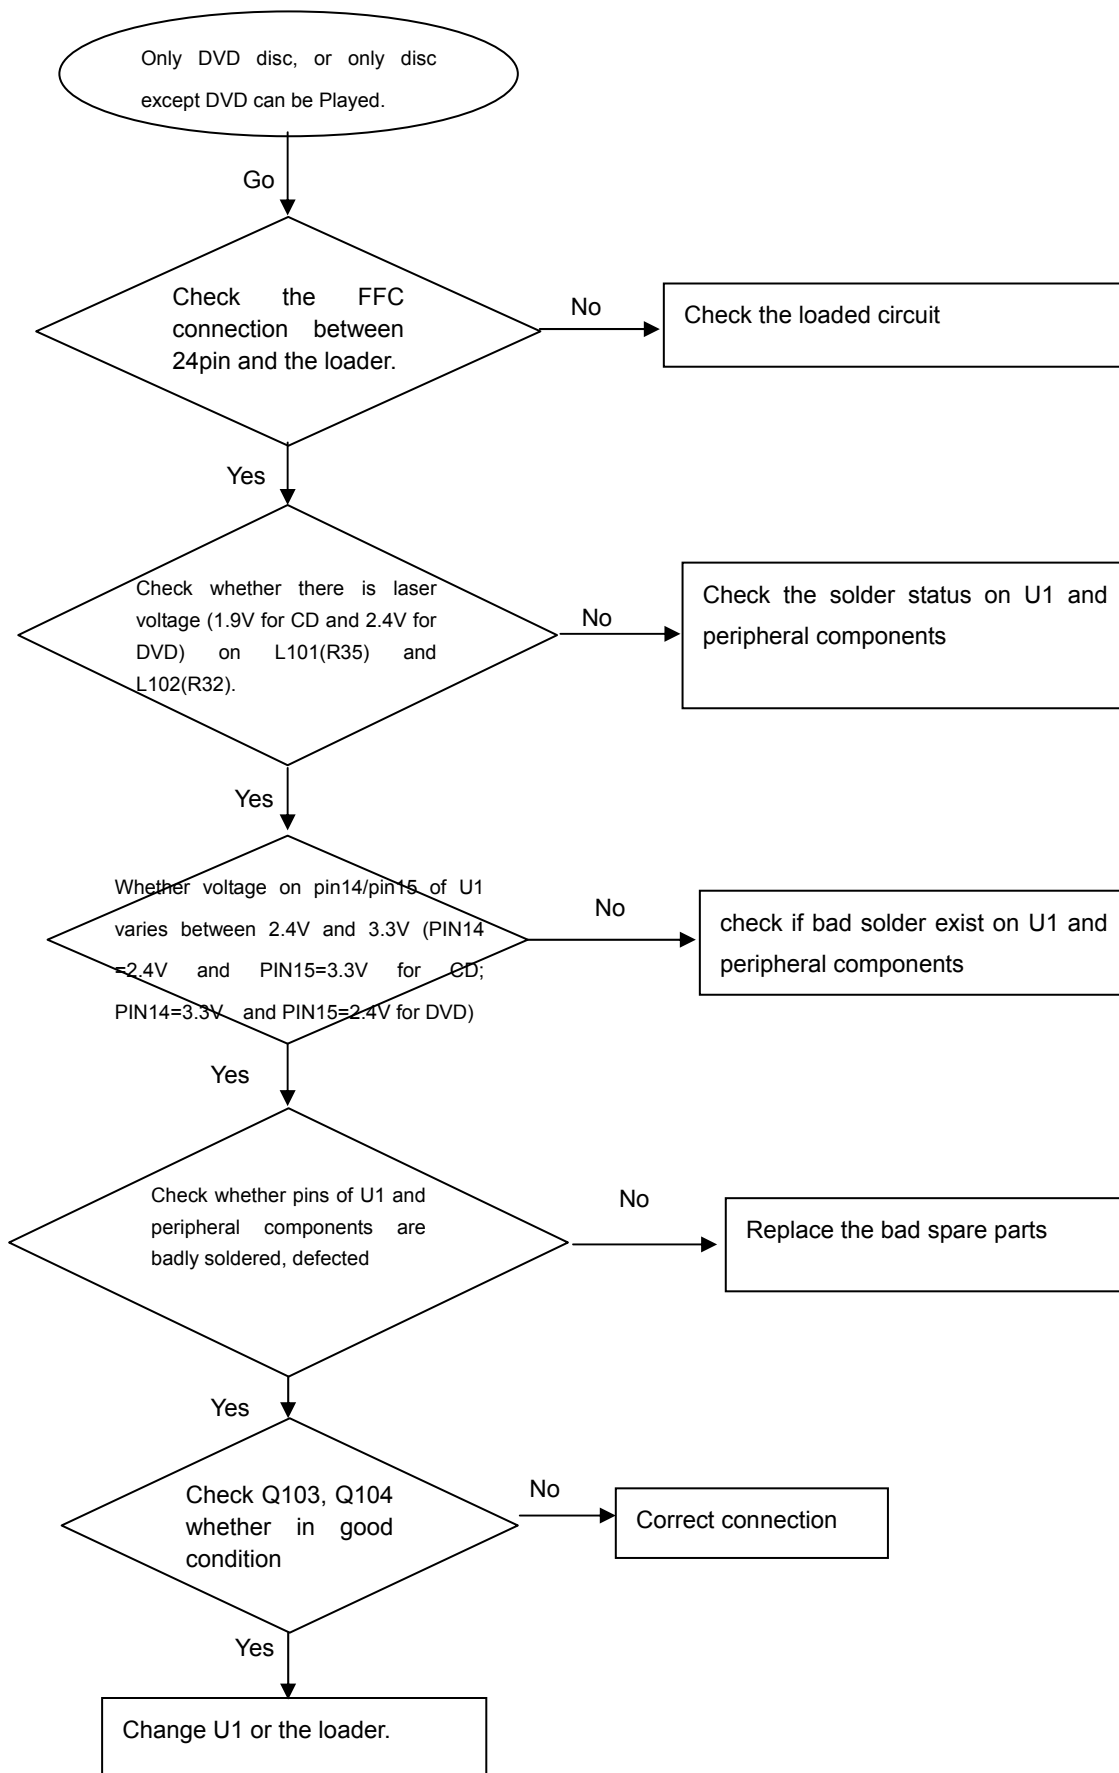 Only DVD disc, or only disc
except DVD can be Played.
Go
Check the FFC
connection between
24pin and the loader.
No
Check the loaded circuit
Yes
Check whether there is laser
voltage (1.9V for CD and 2.4V for
DVD) on L101(R35) and
L102(R32).
No
Check the solder status on U1 and
peripheral components
Yes
Whether voltage on pin14/pin15 of U1
varies between 2.4V and 3.3V (PIN14
=2.4V and PIN15=3.3V for CD;
PIN14=3.3V and PIN15=2.4V for DVD)
No
check if bad solder exist on U1 and
peripheral components
Yes
Check whether pins of U1 and
peripheral components are
badly soldered, defected
No
Replace the bad spare parts
Yes
Check Q103, Q104
whether in good
condition
No
Correct connection
Yes
Change U1 or the loader.